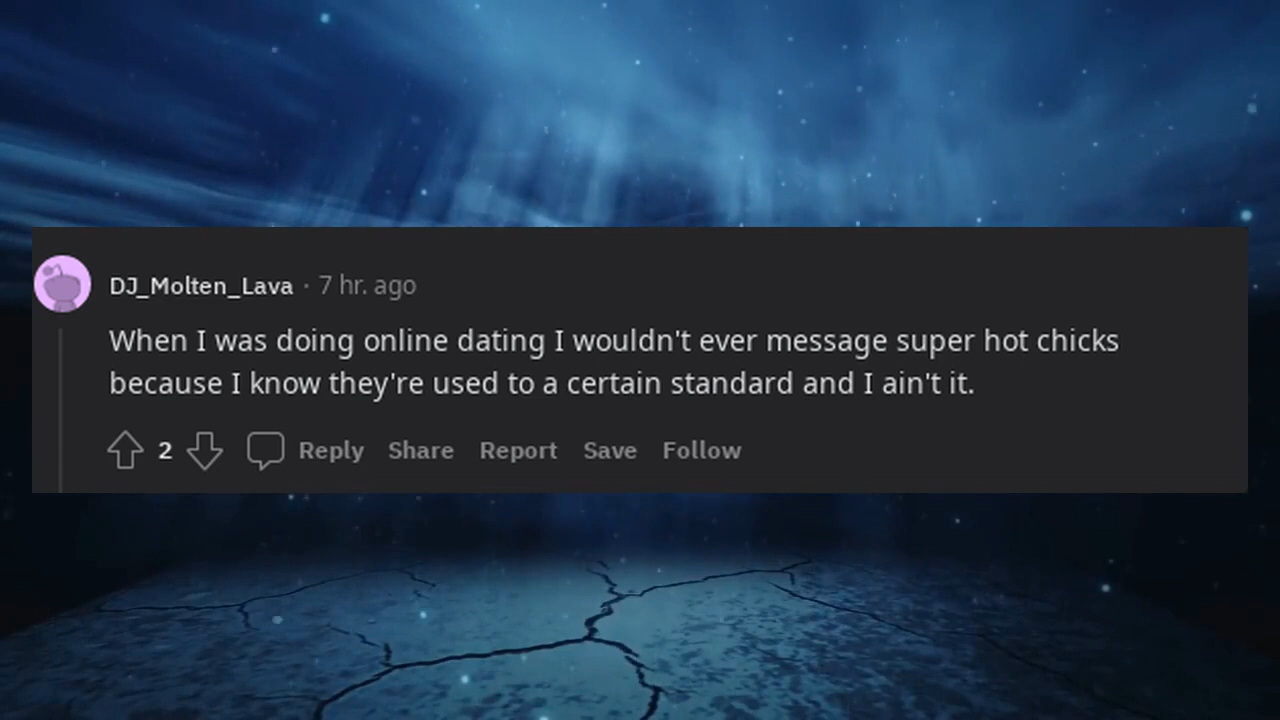 DJ_Molten_Lava · 7 hr. ago
When I was doing online dating I wouldn't ever message super hot chicks
because I know they're used to a certain standard and I ain't it.
2 Reply Share Report Save Follow